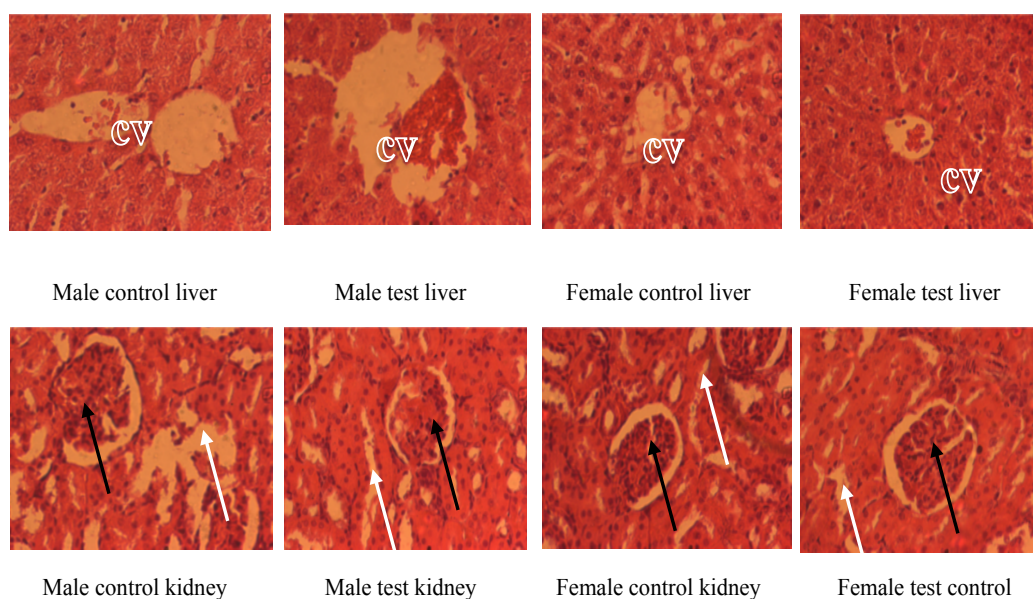 CV
CV
CV
CV
Male control liver
Male test liver
Female control liver
Female test liver
Male control kidney
Male test kidney
Female control kidney
Female test control